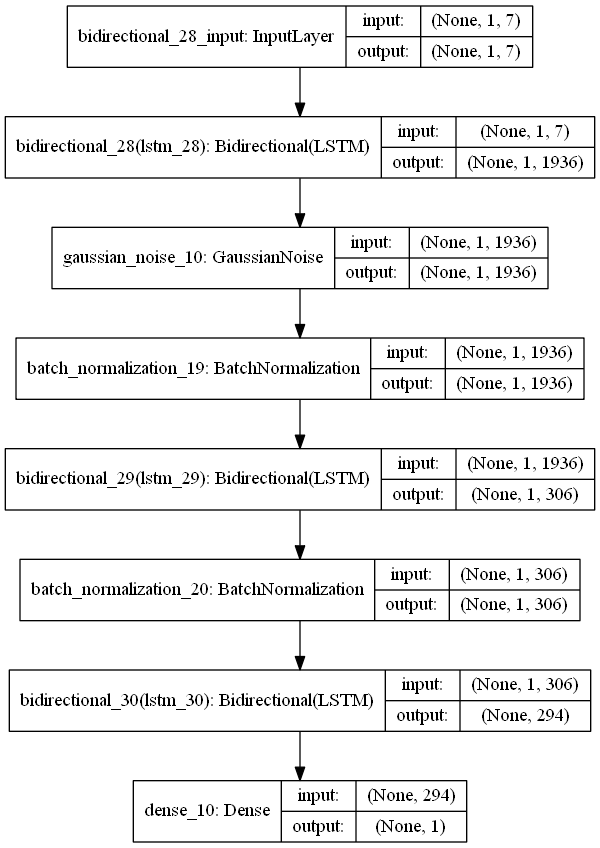 bidirectional_28_input: InputLayer
input: (None, 1, 7)
output: (None, 1, 7)
bidirectional_28(lstm_28): Bidirectional(LSTM)
input: (None, 1, 7)
output: (None, 1, 1936)
gaussian_noise_10: GaussianNoise
input: (None, 1, 1936)
output: (None, 1, 1936)
batch_normalization_19: BatchNormalization
input: (None, 1, 1936)
output: (None, 1, 1936)
bidirectional_29(lstm_29): Bidirectional(LSTM)
input: (None, 1, 1936)
output: (None, 1, 306)
batch_normalization_20: BatchNormalization
input: (None, 1, 306)
output: (None, 1, 306)
bidirectional_30(lstm_30): Bidirectional(LSTM)
input: (None, 1, 306)
output: (None, 294)
dense_10: Dense
input: (None, 294)
output: (None, 1)